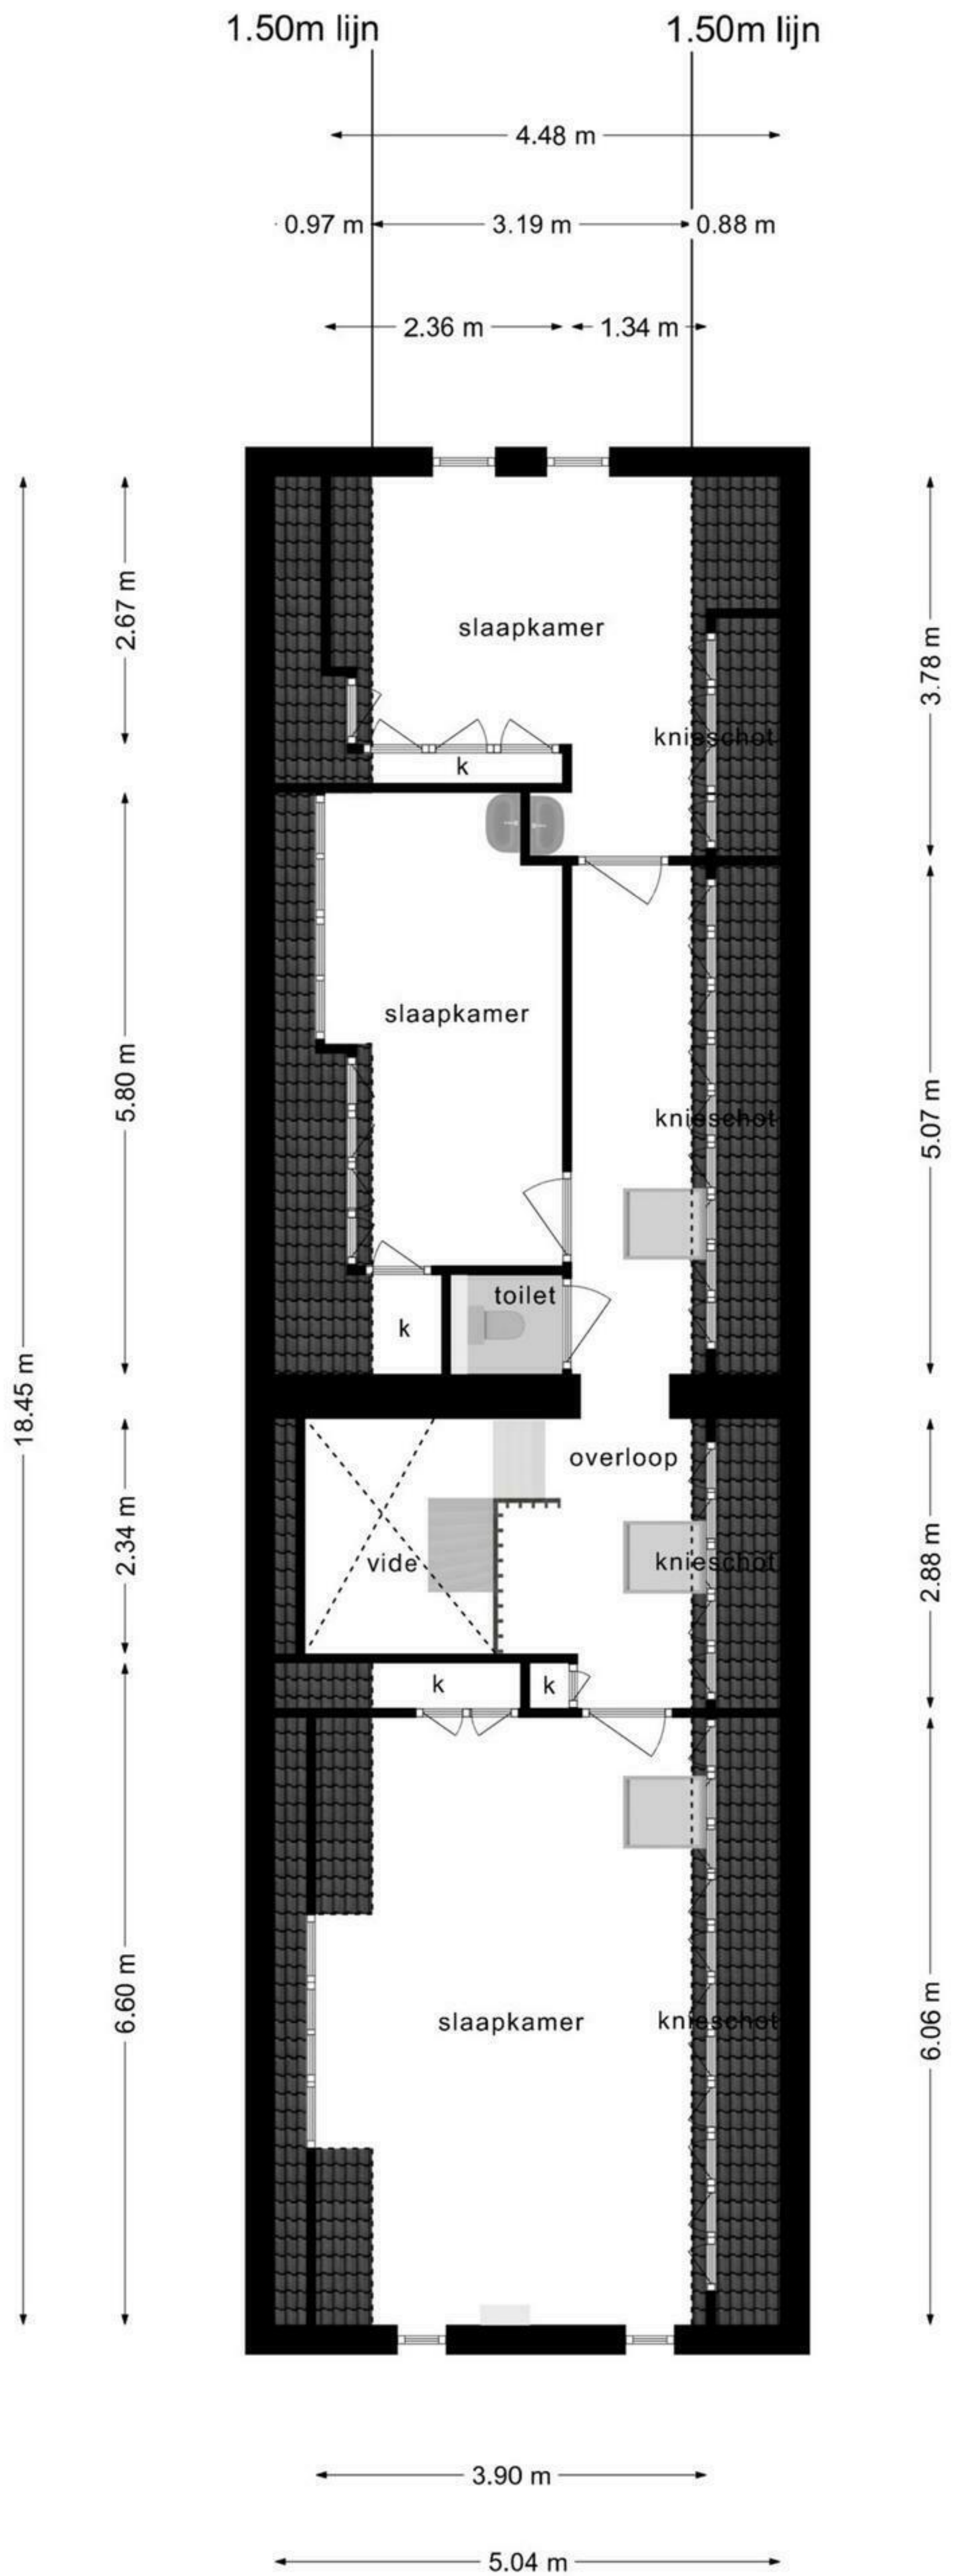 1.50m lijn
1.50m lijn
4.48 m
0.97 m
3.19 m
0.88 m
2.36 m
1.34 m
slaapkamer
2.67 m
3.78 m
knieschot
k
slaapkamer
5.80 m
knieschot
5.07 m
toilet
k
18.45 m
overloop
vide
knieschot
2.34 m
2.88 m
k
k
slaapkamer
knieschot
6.60 m
6.06 m
3.90 m
5.04 m